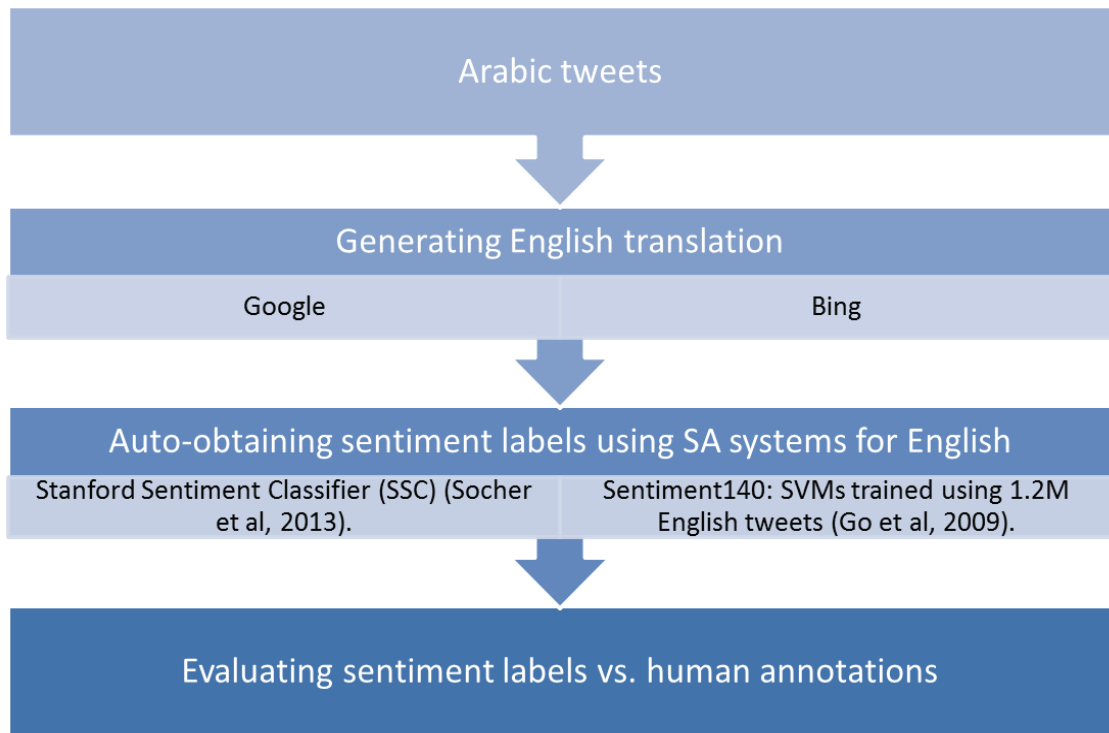 Arabic tweets
Generating English translation
Google
Bing
Auto-obtaining sentiment labels using SA systems for English
Stanford Sentiment Classifier (SSC) (Socher
et al, 2013).
Sentiment140: SVMs trained using 1.2M
English tweets (Go et al, 2009).
Evaluating sentiment labels vs. human annotations